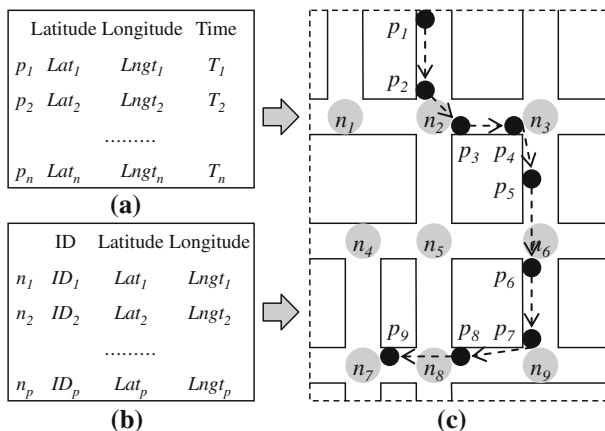 Latitude Longitude Time
p1 Lat1 Lngt1 T1
p2 Lat2 Lngt2 T2
.........
pn Latn Lngtn Tn
(a)
ID Latitude Longitude
n1 ID1 Lat1 Lngt1
n2 ID2 Lat2 Lngt2
.........
np IDp Latp Lngtp
(b)
p1
p2
n1 n2 n3
p3 p4
p5
n4 n5 n6
p6
p9 p8 p7
n7 n8 n9
(c)